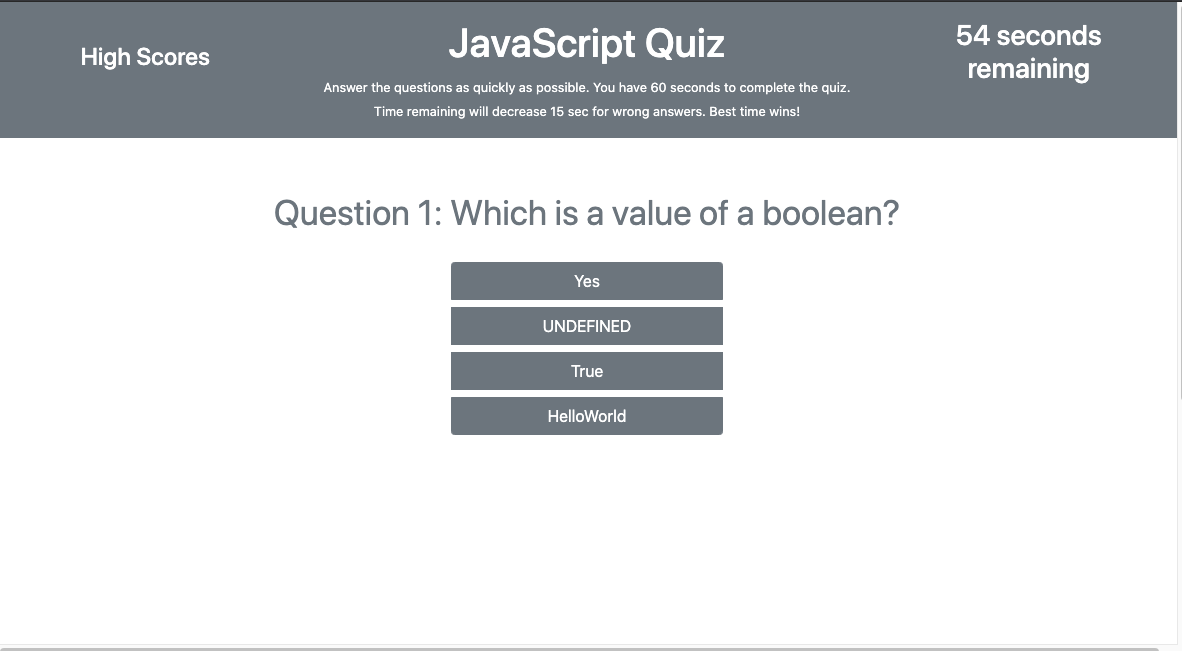 High Scores
JavaScript Quiz
54 seconds
remaining
Answer the questions as quickly as possible. You have 60 seconds to complete the quiz.
Time remaining will decrease 15 sec for wrong answers. Best time wins!
Question 1: Which is a value of a boolean?
Yes
UNDEFINED
True
HelloWorld